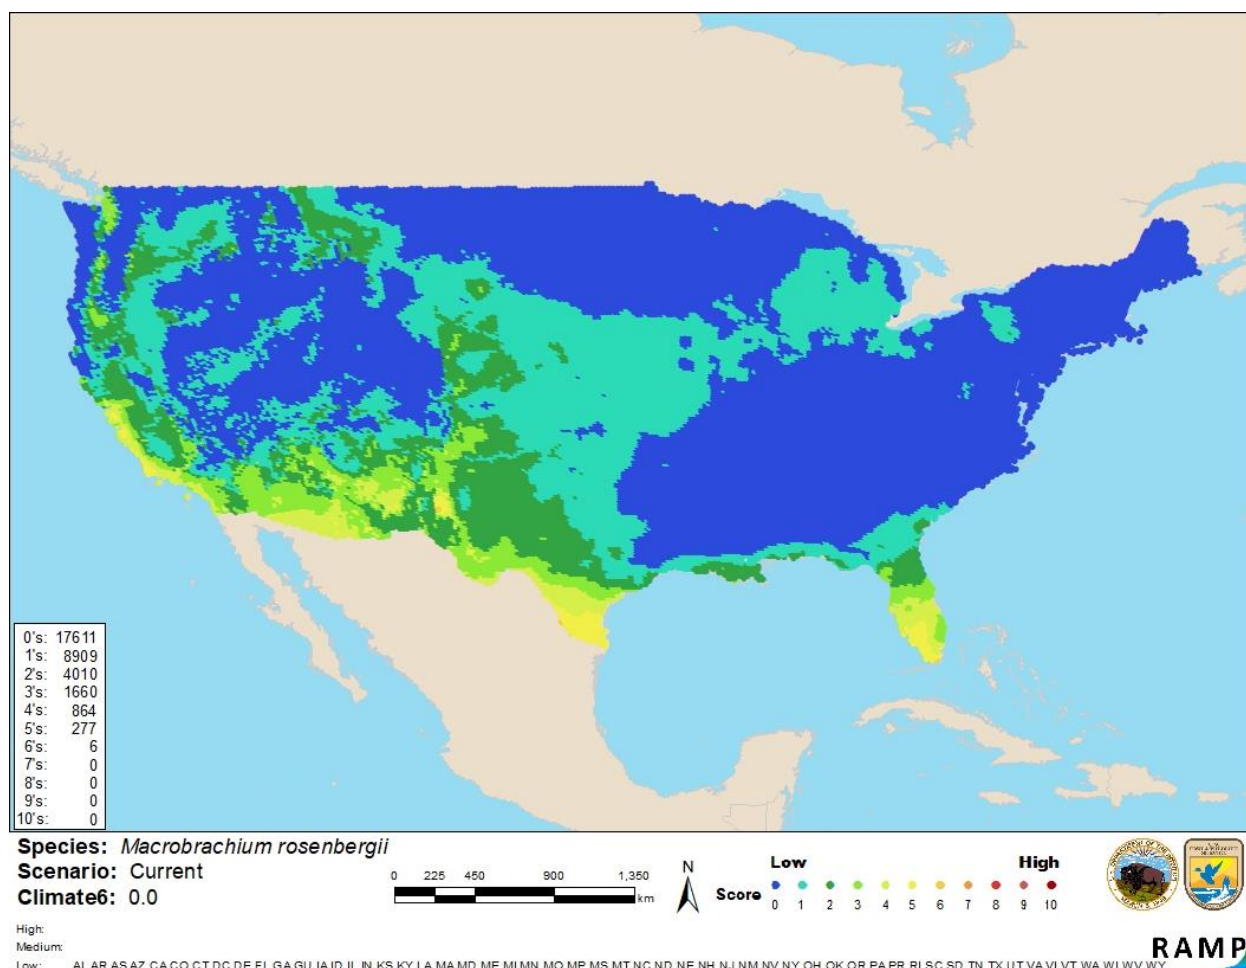 0's: 17611
1's: 8909
2's: 4010
3's: 1660
4's: 864
5's: 277
6's: 6
7's: 0
8's: 0
9's: 0
10's: 0
Species: Macrobrachium rosenbergii
Scenario: Current
Climate6: 0.0
0 225 450 900 1,350
km
N
Low High
Score 0 1 2 3 4 5 6 7 8 9 10
High:
Medium:
Low: AL AR AS AZ CA CO CT DC DE FL GA GU IA ID IL IN KS KY LA MA MD ME MI MN MO MP MS MT NC ND NE NH NJ NM NV NY OH OK OR PA PR RI SC SD TN TX UT VA VI VT WA WI WV WY
RAMP